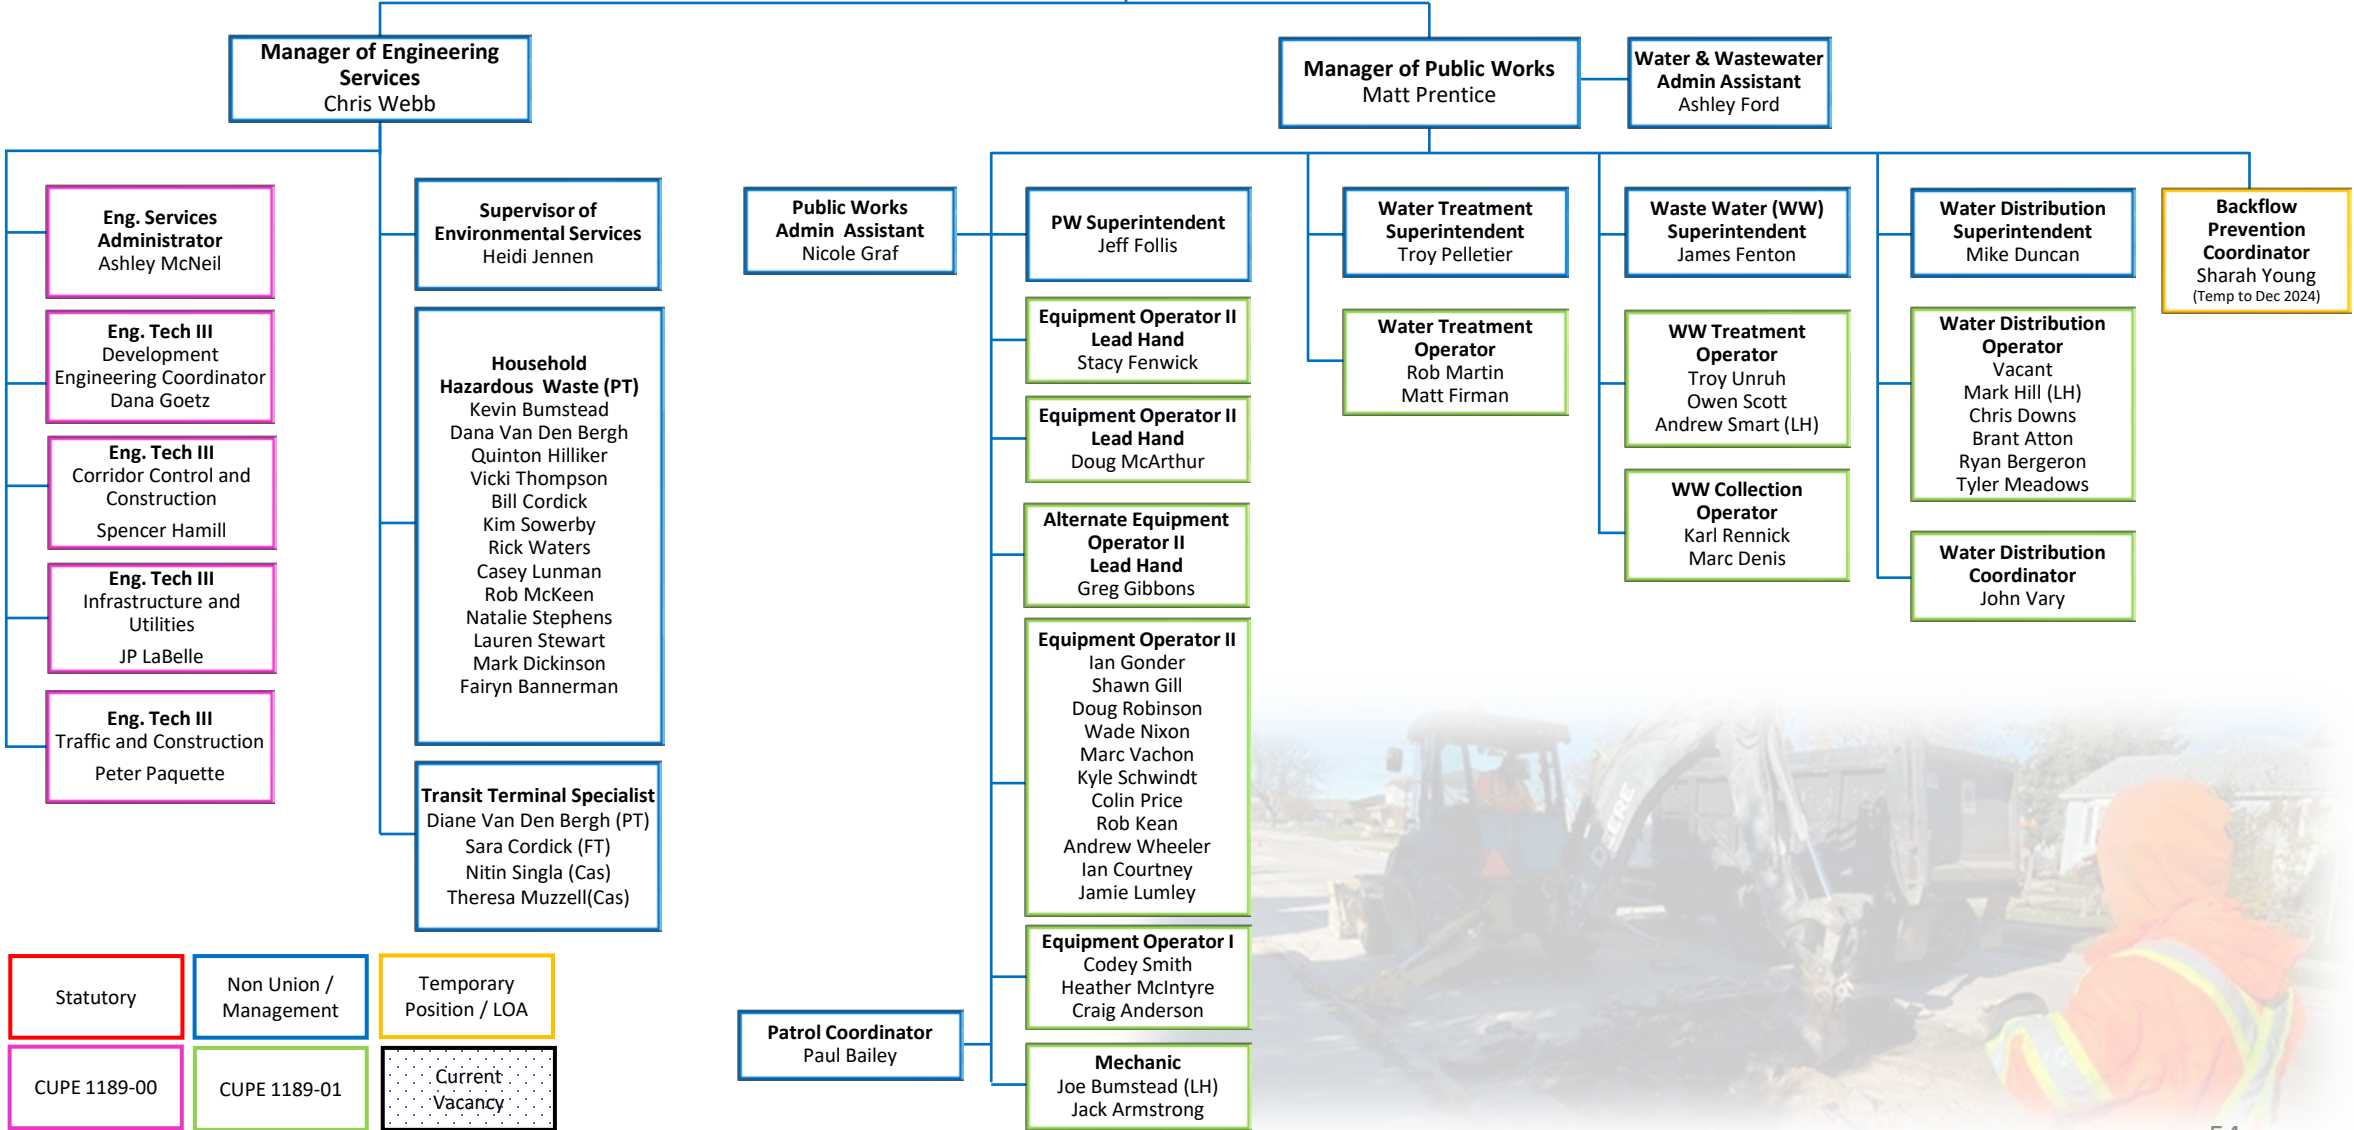 Manager of Engineering
Services
Chris Webb
Manager of Public Works
Matt Prentice
Water & Wastewater
Admin Assistant
Ashley Ford
Eng. Services
Administrator
Ashley McNeil
Eng. Tech III
Development
Engineering Coordinator
Dana Goetz
Eng. Tech III
Corridor Control and
Construction
Spencer Hamill
Eng. Tech III
Infrastructure and
Utilities
JP LaBelle
Eng. Tech III
Traffic and Construction
Peter Paquette
Supervisor of
Environmental Services
Heidi Jennen
Household
Hazardous Waste (PT)
Kevin Bumstead
Dana Van Den Bergh
Quinton Hilliker
Vicki Thompson
Bill Cordick
Kim Sowerby
Rick Waters
Casey Lunman
Rob McKeen
Natalie Stephens
Lauren Stewart
Mark Dickinson
Fairyn Bannerman
Transit Terminal Specialist
Diane Van Den Bergh (PT)
Sara Cordick (FT)
Nitin Singla (Cas)
Theresa Muzzell(Cas)
Public Works
Admin Assistant
Nicole Graf
PW Superintendent
Jeff Follis
Equipment Operator II
Lead Hand
Stacy Fenwick
Equipment Operator II
Lead Hand
Doug McArthur
Alternate Equipment
Operator II
Lead Hand
Greg Gibbons
Equipment Operator II
Ian Gonder
Shawn Gill
Doug Robinson
Wade Nixon
Marc Vachon
Kyle Schwindt
Colin Price
Rob Kean
Andrew Wheeler
Ian Courtney
Jamie Lumley
Equipment Operator I
Codey Smith
Heather McIntyre
Craig Anderson
Patrol Coordinator
Paul Bailey
Mechanic
Joe Bumstead (LH)
Jack Armstrong
Water Treatment
Superintendent
Troy Pelletier
Water Treatment
Operator
Rob Martin
Matt Firman
Waste Water (WW)
Superintendent
James Fenton
WW Treatment
Operator
Troy Unruh
Owen Scott
Andrew Smart (LH)
WW Collection
Operator
Karl Rennick
Marc Denis
Water Distribution
Superintendent
Mike Duncan
Water Distribution
Operator
Vacant
Mark Hill (LH)
Chris Downs
Brant Atton
Ryan Bergeron
Tyler Meadows
Water Distribution
Coordinator
John Vary
Backflow
Prevention
Coordinator
Sharah Young
(Temp to Dec 2024)
DEERE
Statutory
Non Union /
Management
Temporary
Position / LOA
CUPE 1189-00
CUPE 1189-01
Current
Vacancy